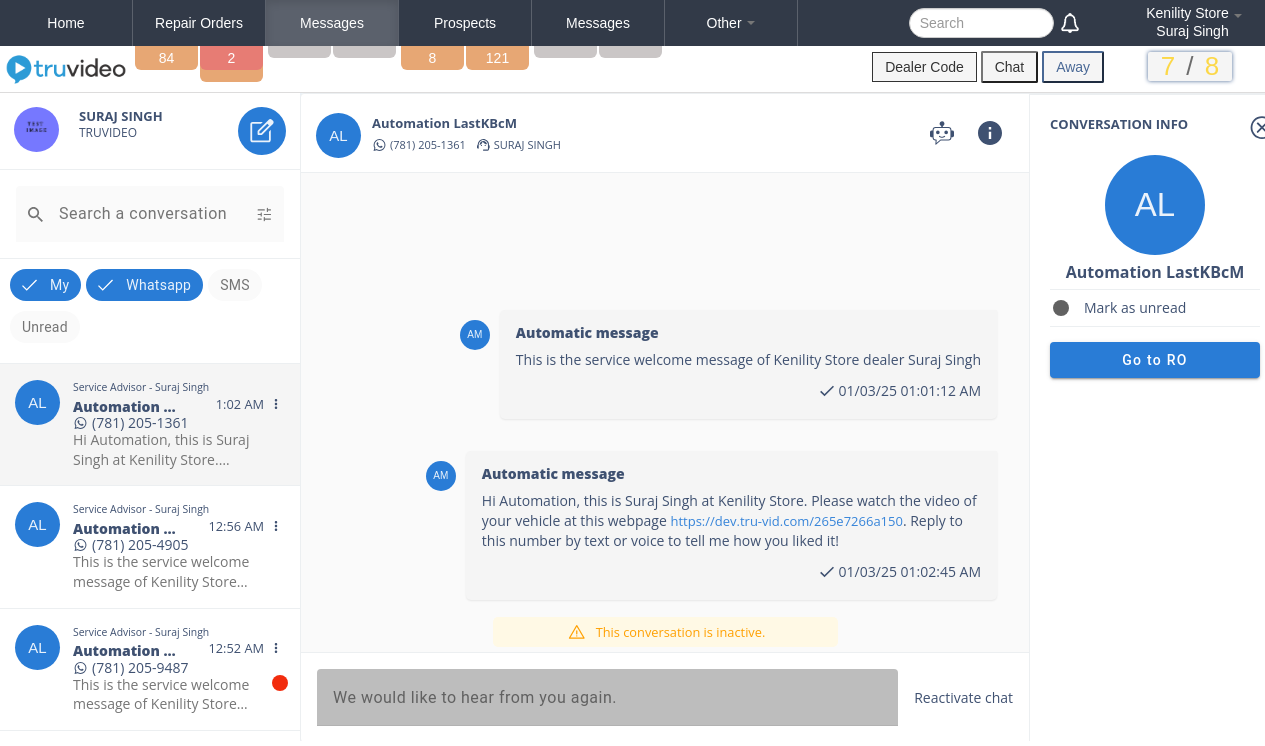 Home
Repair Orders
Messages
Prospects
Messages
Other
Search
Kenility Store
Suraj Singh
84
2
8
121
truvideo
Dealer Code
Chat
Away
7 / 8
SURAJ SINGH
TRUVIDEO
Search a conversation
My
Whatsapp
SMS
Unread
Service Advisor - Suraj Singh
AL
Automation ...
1:02 AM
(781) 205-1361
Hi Automation, this is Suraj
Singh at Kenility Store....
Service Advisor - Suraj Singh
AL
Automation ...
12:56 AM
(781) 205-4905
This is the service welcome
message of Kenility Store...
Service Advisor - Suraj Singh
AL
Automation ...
12:52 AM
(781) 205-9487
This is the service welcome
message of Kenility Store...
AL
Automation LastKBcM
(781) 205-1361 SURAJ SINGH
AM
Automatic message
This is the service welcome message of Kenility Store dealer Suraj Singh
01/03/25 01:01:12 AM
AM
Automatic message
Hi Automation, this is Suraj Singh at Kenility Store. Please watch the video of
your vehicle at this webpage https://dev.tru-vid.com/265e7266a150. Reply to
this number by text or voice to tell me how you liked it!
01/03/25 01:02:45 AM
This conversation is inactive.
We would like to hear from you again.
Reactivate chat
CONVERSATION INFO
AL
Automation LastKBcM
Mark as unread
Go to RO